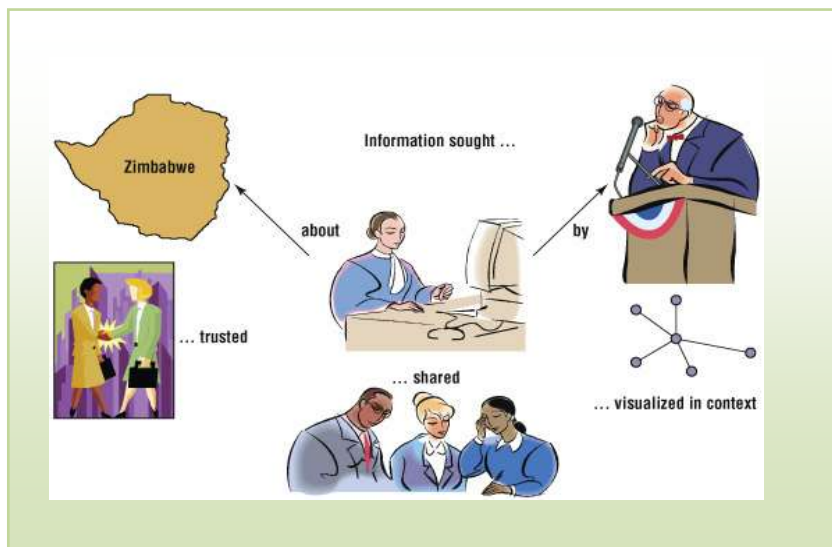 Information sought ...
Zimbabwe
about
by
... trusted
... shared
... visualized in context